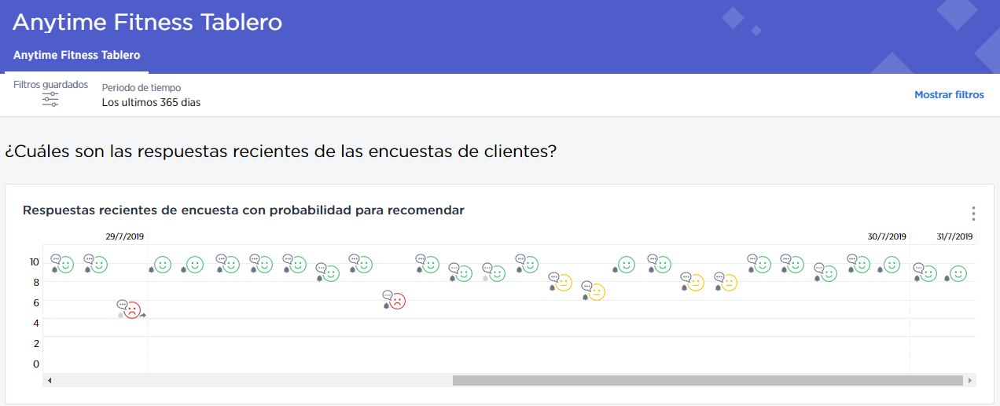 Anytime Fitness Tablero
Anytime Fitness Tablero
Filtros guardados
Periodo de tiempo
Los ultimos 365 dias
Mostrar filtros
¿Cuáles son las respuestas recientes de las encuestas de clientes?
Respuestas recientes de encuesta con probabilidad para recomendar
29/7/2019 30/7/2019 31/7/2019
10
8
6
4
2
0